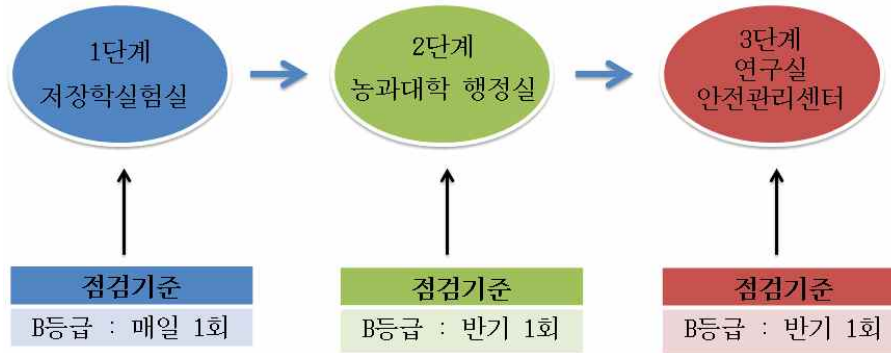 1단계
저장학실험실
2단계
농과대학 행정실
3단계
연구실
안전관리센터
점검기준
B등급 : 매일 1회
점검기준
B등급 : 반기 1회
점검기준
B등급 : 반기 1회